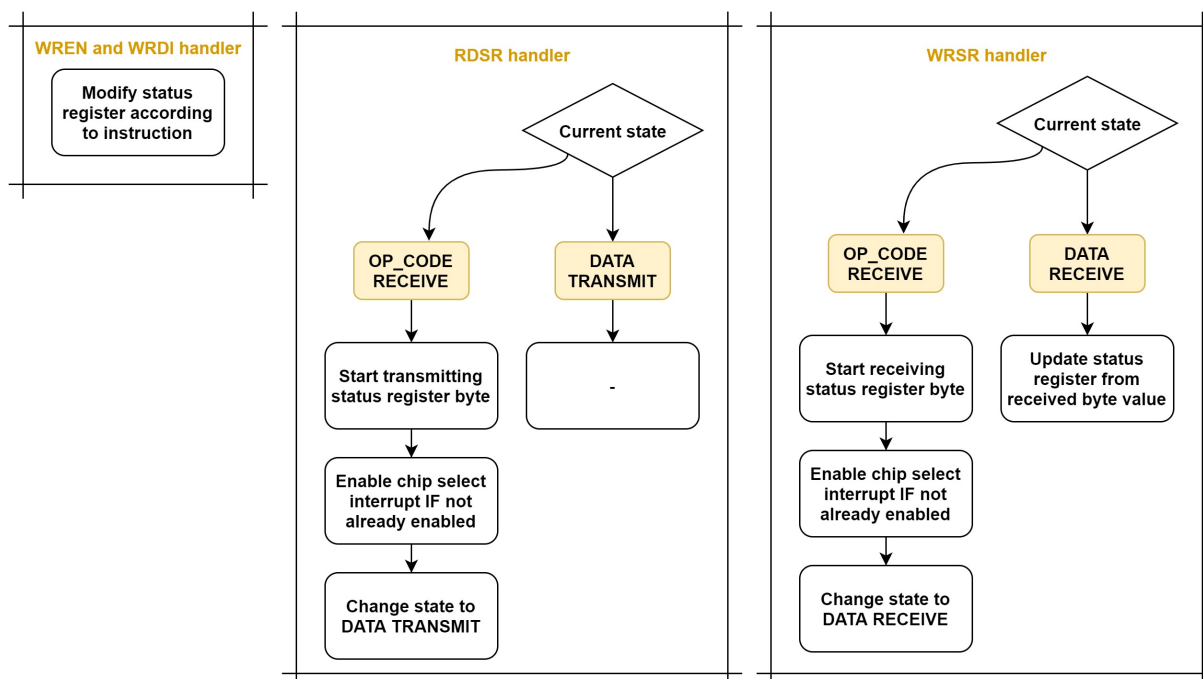 WREN and WRDI handler
Modify status
register according
to instruction
RDSR handler
Current state
OP_CODE
RECEIVE
DATA
TRANSMIT
Start transmitting
status register byte
-
Enable chip select
interrupt IF not
already enabled
Change state to
DATA TRANSMIT
WRSR handler
Current state
OP_CODE
RECEIVE
DATA
RECEIVE
Start receiving
status register byte
Update status
register from
received byte value
Enable chip select
interrupt IF not
already enabled
Change state to
DATA RECEIVE